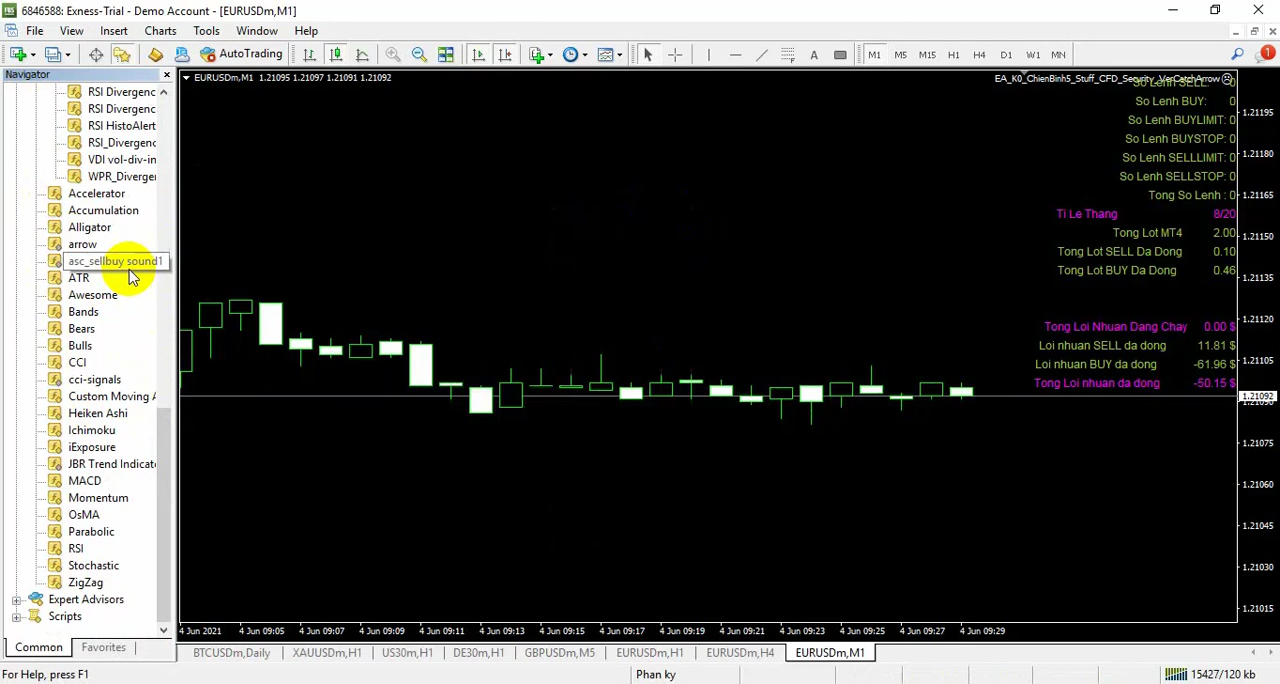 6846588: Exness-Trial - Demo Account - [EURUSDm,M1]
File View Insert Charts Tools Window Help
AutoTrading
M1 M5 M15 H1 H4 D1 W1 MN
1
Navigator
RSI Divergenc
RSI Divergenc
RSI HistoAlert
RSI_Divergenc
VDI vol-div-in
WPR_Diverger
Accelerator
Accumulation
Alligator
arrow
asc_sellbuy sound1
ATR
Awesome
Bands
Bears
Bulls
CCI
cci-signals
Custom Moving A
Heiken Ashi
Ichimoku
iExposure
JBR Trend Indicato
MACD
Momentum
OsMA
Parabolic
RSI
Stochastic
ZigZag
Expert Advisors
Scripts
Common Favorites
EURUSDm,M1 1.21095 1.21097 1.21091 1.21092
EA_K0_ChienBinh5_Stuff_CFD_Security_VerCatchArrow
So Lenh SELL: 0
So Lenh BUY: 0
So Lenh BUYLIMIT: 0
So Lenh BUYSTOP: 0
So Lenh SELLLIMIT: 0
So Lenh SELLSTOP: 0
Tong So Lenh : 0
Ti Le Thang 8/20
Tong Lot MT4 2.00
Tong Lot SELL Da Dong 0.10
Tong Lot BUY Da Dong 0.46
Tong Loi Nhuan Dang Chay 0.00 $
Loi nhuan SELL da dong 11.81 $
Loi nhuan BUY da dong -61.96 $
Tong Loi nhuan da dong -50.15 $
1.21195
1.21180
1.21165
1.21150
1.21135
1.21120
1.21105
1.21092
1.21090
1.21075
1.21060
1.21045
1.21030
1.21015
4 Jun 2021 4 Jun 09:05 4 Jun 09:07 4 Jun 09:09 4 Jun 09:11 4 Jun 09:13 4 Jun 09:15 4 Jun 09:17 4 Jun 09:19 4 Jun 09:21 4 Jun 09:23 4 Jun 09:25 4 Jun 09:27 4 Jun 09:29
BTCUSDm,Daily XAUUSDm,H1 US30m,H1 DE30m,H1 GBPUSDm,M5 EURUSDm,H1 EURUSDm,H4 EURUSDm,M1
For Help, press F1 Phan ky 15427/120 kb